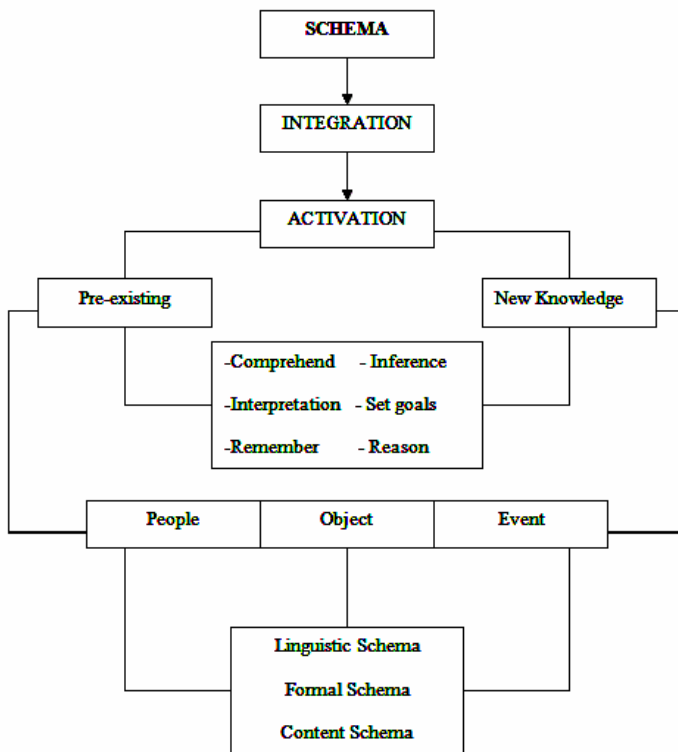 SCHEMA
INTEGRATION
ACTIVATION
Pre-existing
New Knowledge
-Comprehend - Inference
-Interpretation - Set goals
-Remember - Reason
People Object Event
Linguistic Schema
Formal Schema
Content Schema